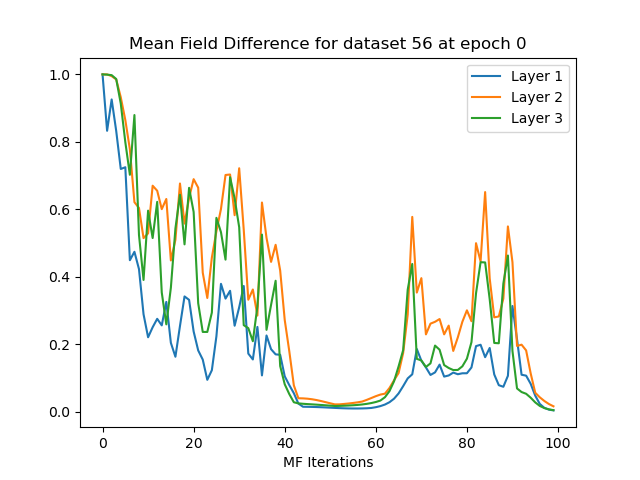 Mean Field Difference for dataset 56 at epoch 0
1.0
0.8
0.6
0.4
0.2
0.0
Layer 1
Layer 2
Layer 3
0 20 40 60 80 100
MF Iterations